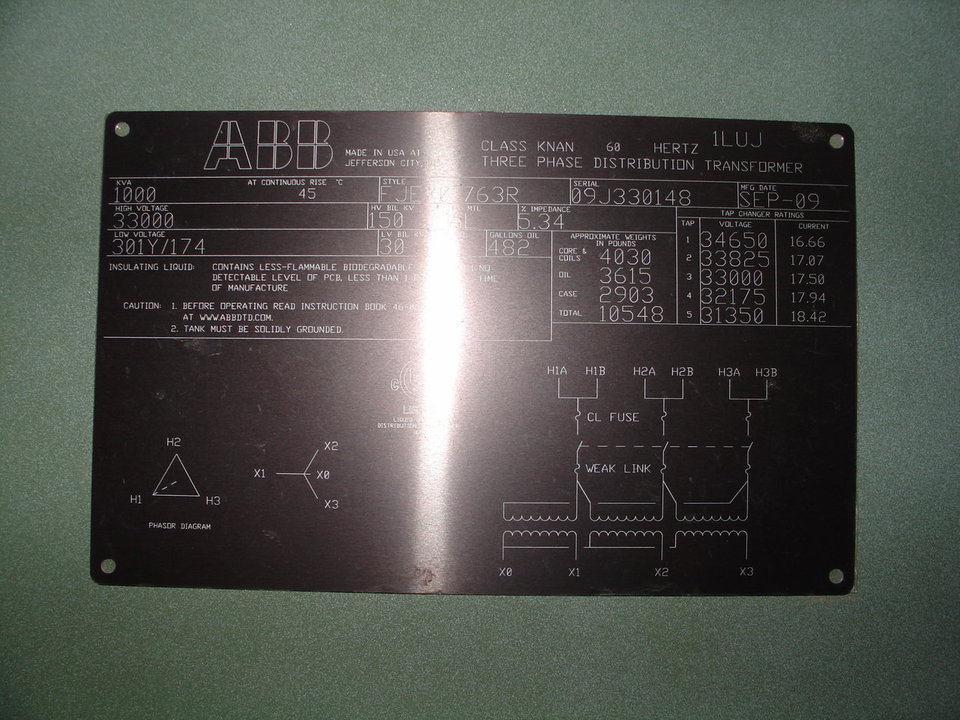 ABB
MADE IN USA AT
JEFFERSON CITY,
CLASS KNAN 60 HERTZ 1LUJ
THREE PHASE DISTRIBUTION TRANSFORMER
KVA 1000
AT CONTINUOUS RISE °C 45
STYLE 763R
SERIAL 09J330148
MFG DATE SEP-09
HIGH VOLTAGE 33000
HV BIL KV 150
MTL
% IMPEDANCE 5.34
LOW VOLTAGE 301Y/174
LV BIL 30
GALLONS OIL 482
APPROXIMATE WEIGHTS
IN POUNDS
CORE & COILS 4030
OIL 3615
CASE 2903
TOTAL 10548
TAP CHANGER RATINGS
TAP VOLTAGE CURRENT
1 34650 16.66
2 33825 17.07
3 33000 17.50
4 32175 17.94
5 31350 18.42
INSULATING LIQUID: CONTAINS LESS-FLAMMABLE BIODEGRADABLE NO
DETECTABLE LEVEL OF PCB, LESS THAN 1 TIME
OF MANUFACTURE
CAUTION: 1. BEFORE OPERATING READ INSTRUCTION BOOK
AT WWW.ABBDTD.COM.
2. TANK MUST BE SOLIDLY GROUNDED.
H1A H1B H2A H2B H3A H3B
CL FUSE
WEAK LINK
X0 X1 X2 X3
H2
H1 H3
PHASOR DIAGRAM
X2
X1 X0
X3